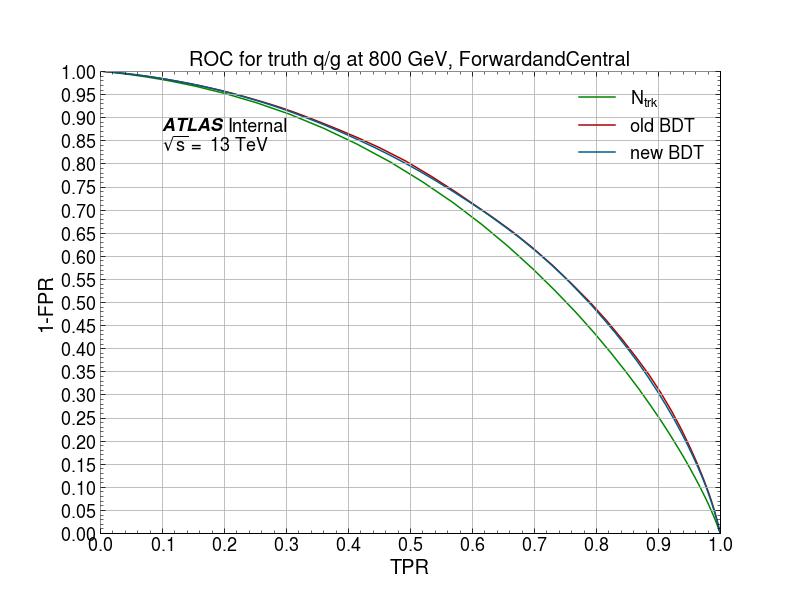 ROC for truth q/g at 800 GeV, ForwardandCentral
1.00
0.95
0.90
0.85
0.80
0.75
0.70
0.65
0.60
0.55
0.50
0.45
0.40
0.35
0.30
0.25
0.20
0.15
0.10
0.05
0.00
1-FPR
ATLAS Internal
√s = 13 TeV
Ntrk
old BDT
new BDT
0.0 0.1 0.2 0.3 0.4 0.5 0.6 0.7 0.8 0.9 1.0
TPR